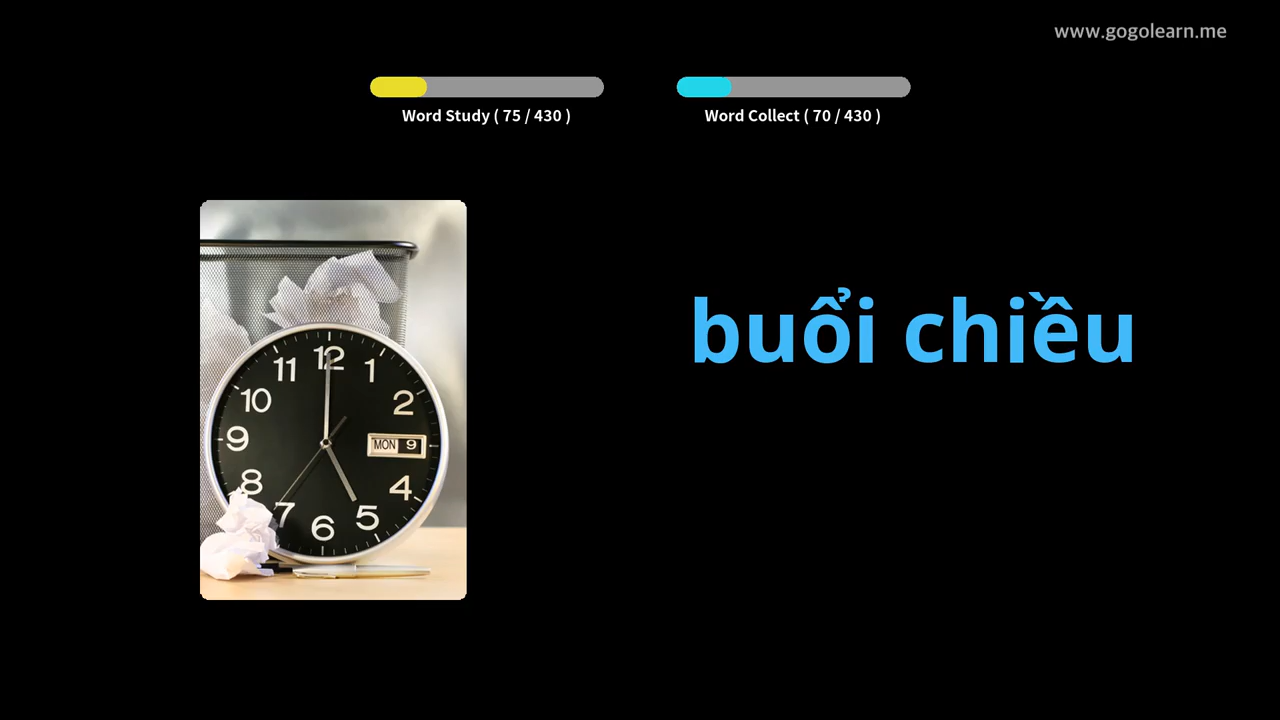 www.gogolearn.me
Word Study ( 75 / 430 )
Word Collect ( 70 / 430 )
buổi chiều
12
11
1
10
2
9
MON 9
8
4
7
5
6